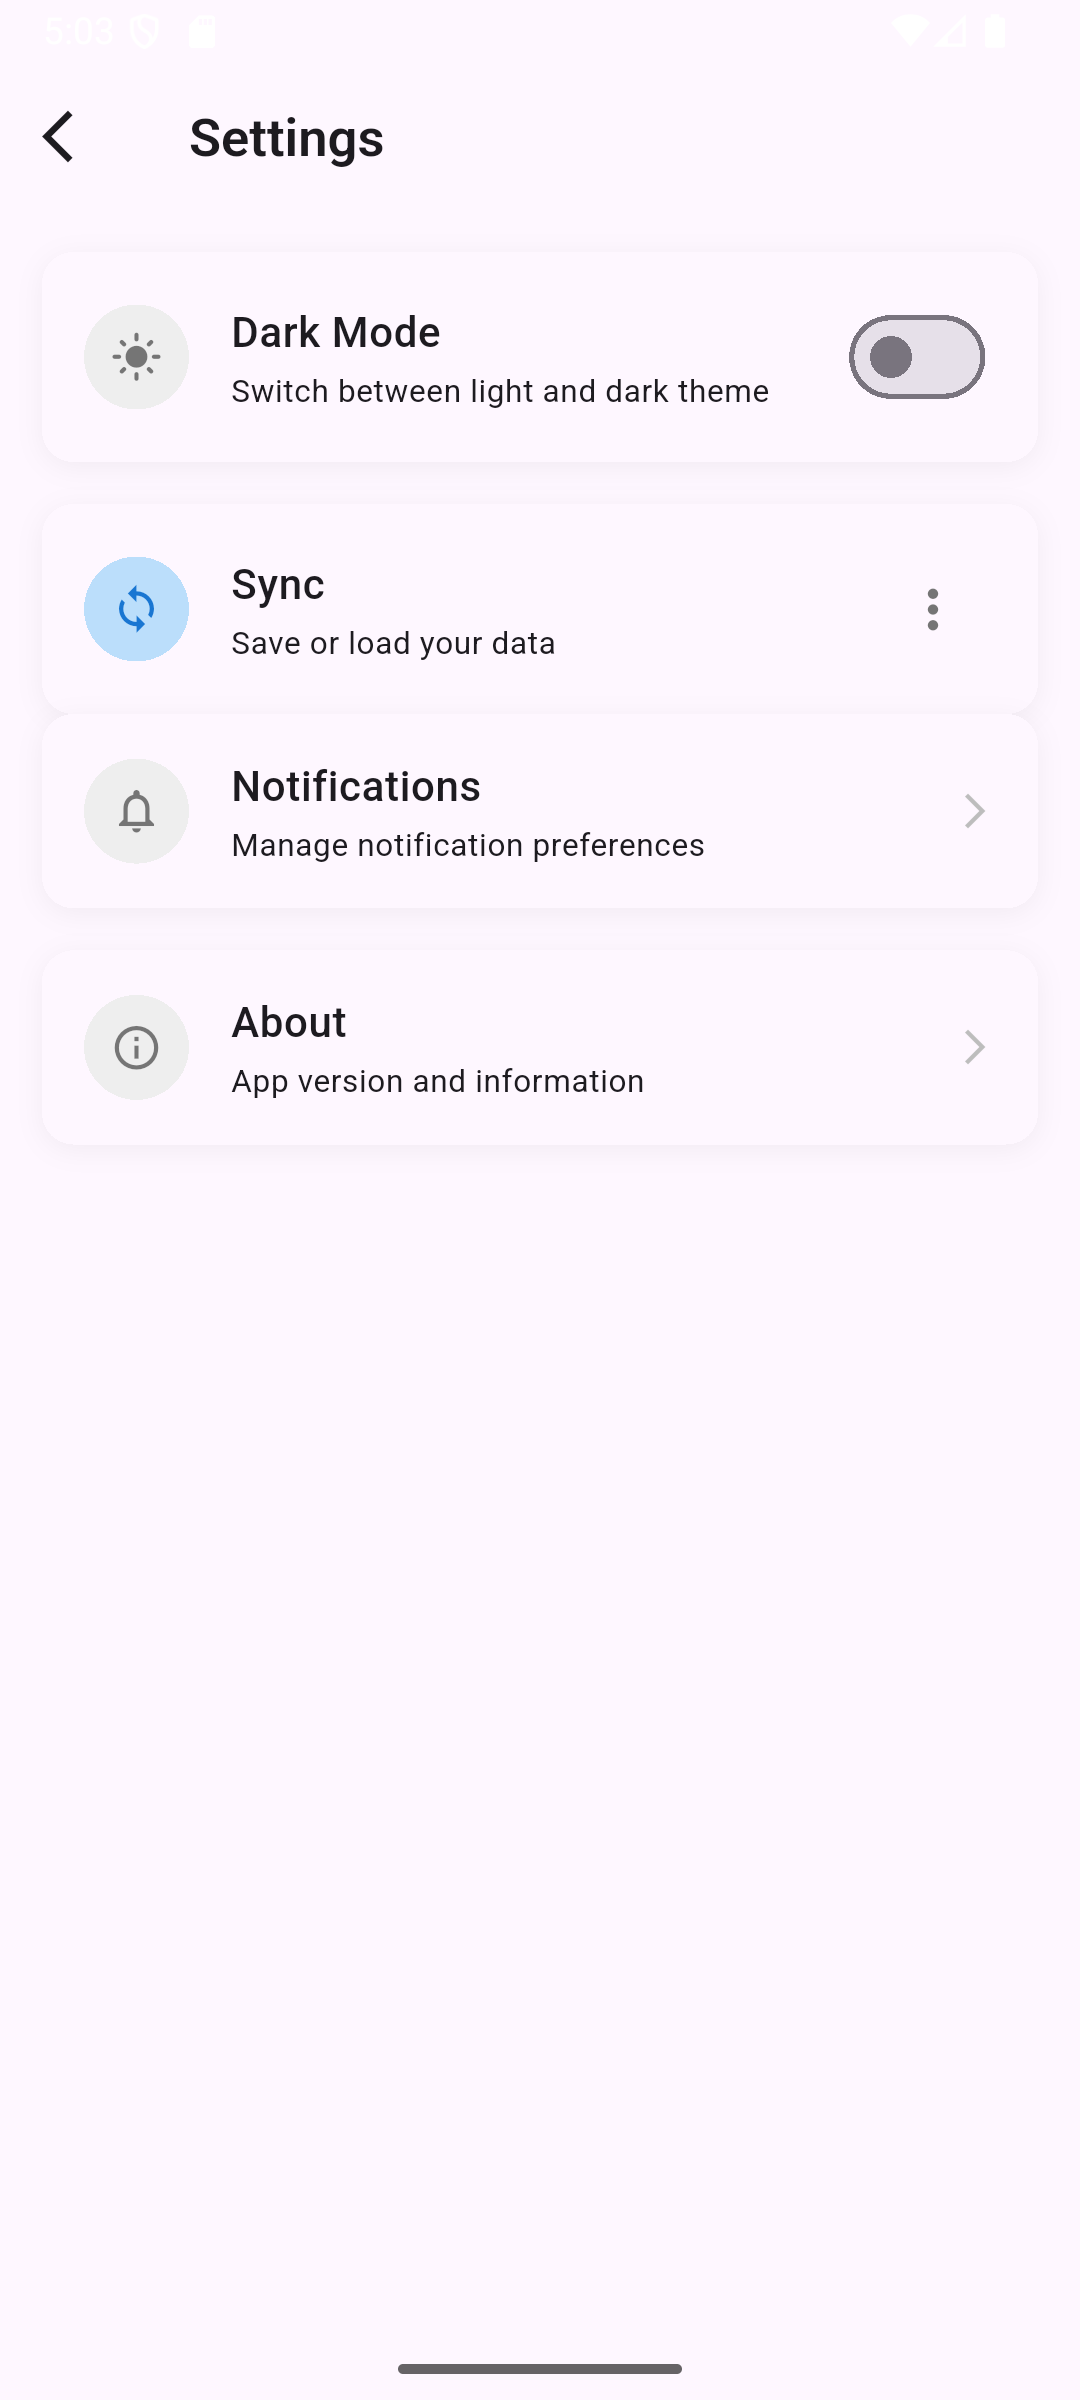 5:03
Settings
Dark Mode
Switch between light and dark theme
Sync
Save or load your data
Notifications
Manage notification preferences
About
App version and information